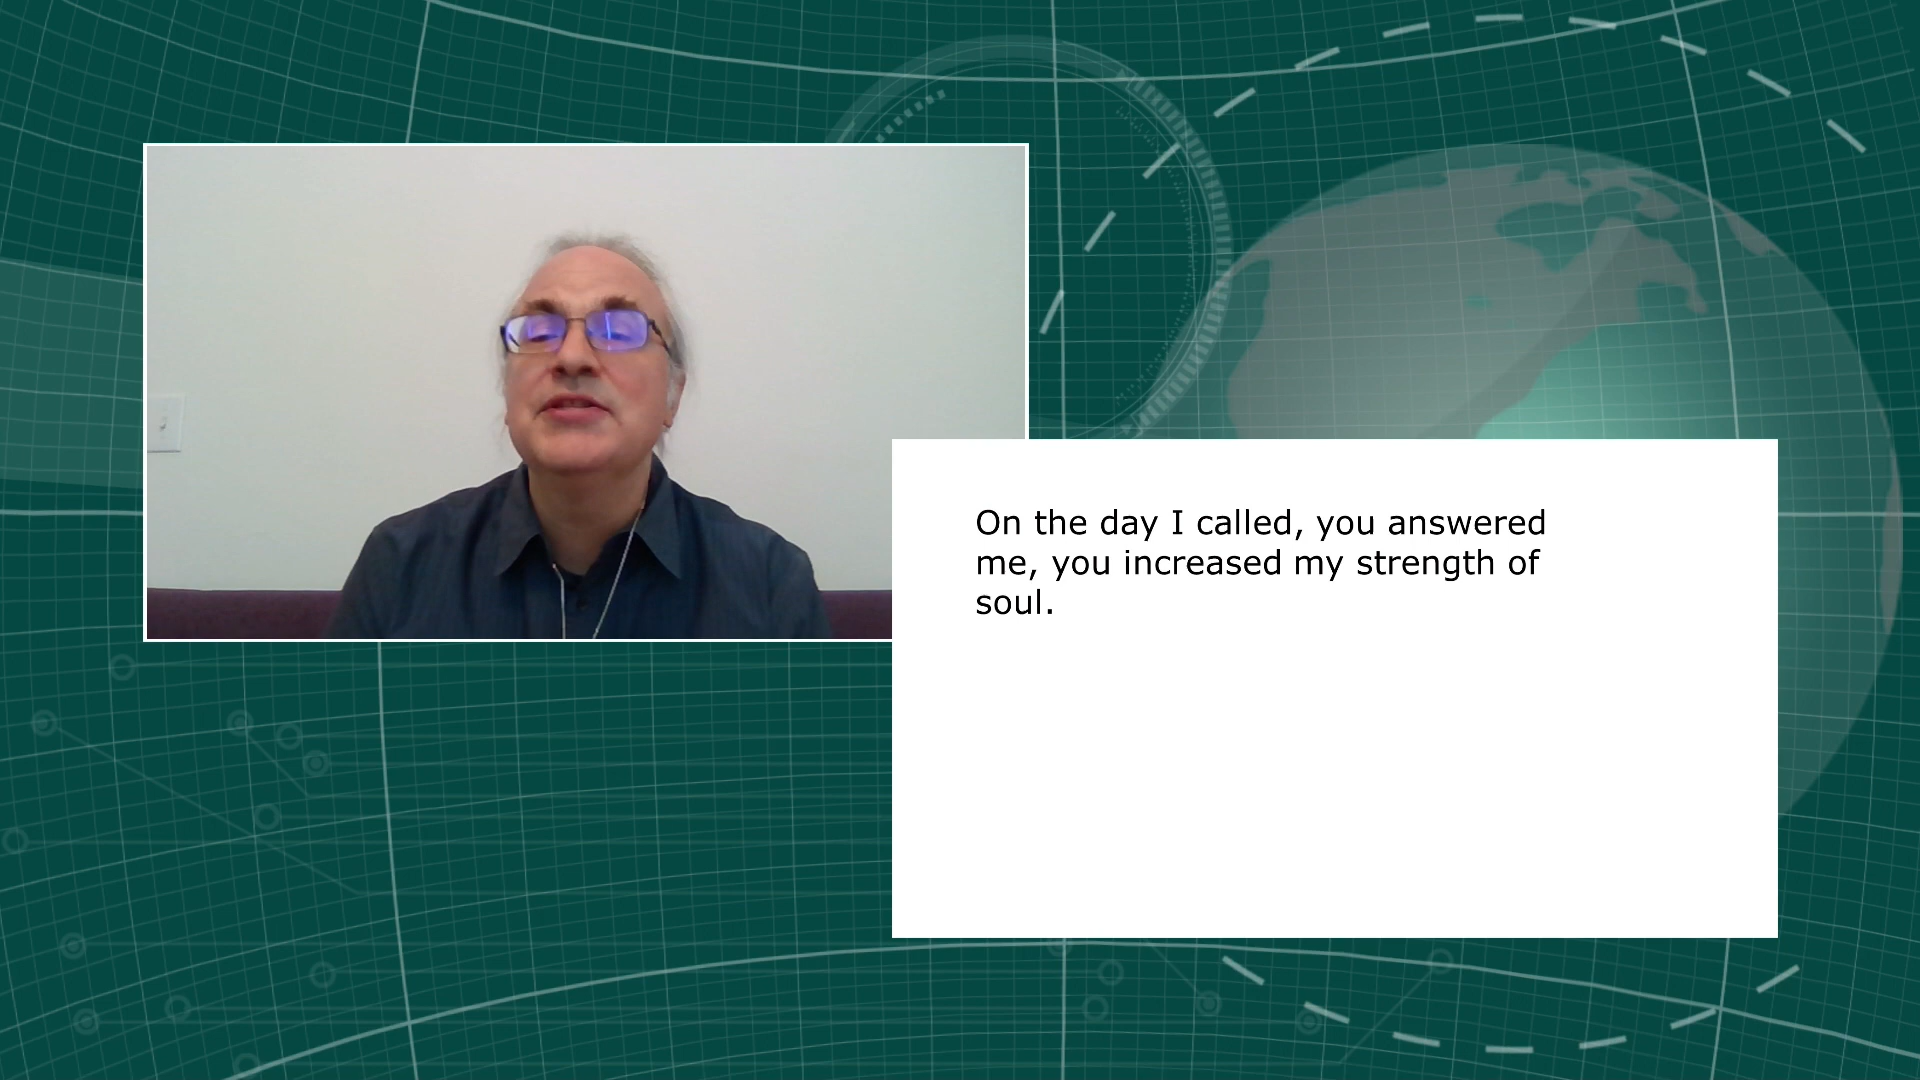 On the day I called, you answered
me, you increased my strength of
soul.